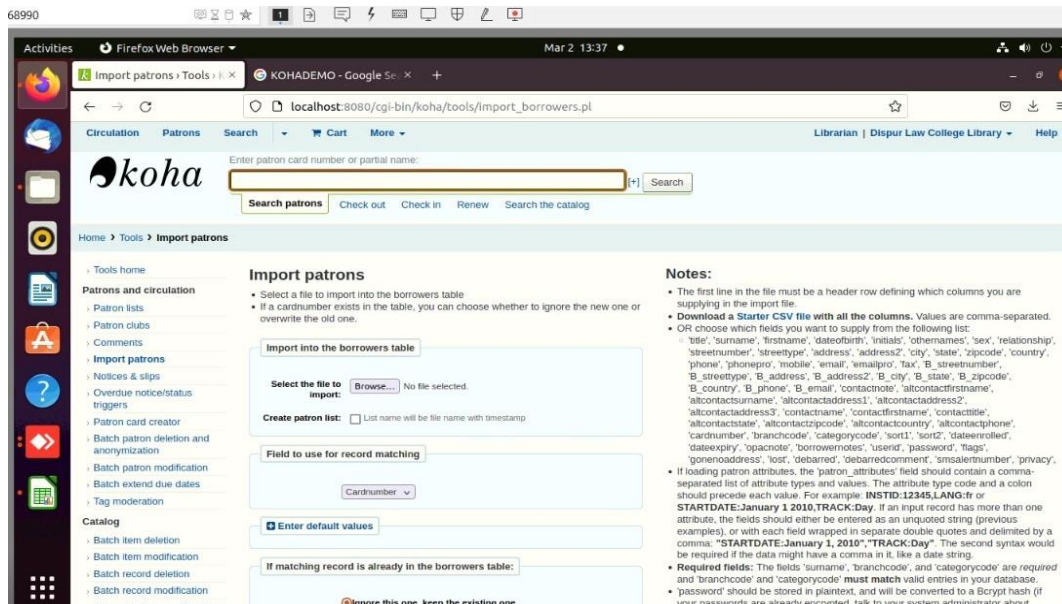 68990
1
Activities Firefox Web Browser Mar 2 13:37
Import patrons › Tools › K × KOHADEMO - Google Se × +
localhost:8080/cgi-bin/koha/tools/import_borrowers.pl
Circulation Patrons Search Cart More Librarian | Dispur Law College Library Help
koha
Enter patron card number or partial name:
[+] Search
Search patrons Check out Check in Renew Search the catalog
Home › Tools › Import patrons
Tools home
Patrons and circulation
Patron lists
Patron clubs
Comments
Import patrons
Notices & slips
Overdue notice/status
triggers
Patron card creator
Batch patron deletion and
anonymization
Batch patron modification
Batch extend due dates
Tag moderation
Catalog
Batch item deletion
Batch item modification
Batch record deletion
Batch record modification
Import patrons
Select a file to import into the borrowers table
If a cardnumber exists in the table, you can choose whether to ignore the new one or
overwrite the old one.
Import into the borrowers table
Select the file to
import: Browse... No file selected.
Create patron list: List name will be file name with timestamp
Field to use for record matching
Cardnumber
Enter default values
If matching record is already in the borrowers table:
Ignore this one, keep the existing one
Notes:
The first line in the file must be a header row defining which columns you are
supplying in the import file.
Download a Starter CSV file with all the columns. Values are comma-separated.
OR choose which fields you want to supply from the following list:
'title', 'surname', 'firstname', 'dateofbirth', 'initials', 'othernames', 'sex', 'relationship',
'streetnumber', 'streettype', 'address', 'address2', 'city', 'state', 'zipcode', 'country',
'phone', 'phonepro', 'mobile', 'email', 'emailpro', 'fax', 'B_streetnumber',
'B_streettype', 'B_address', 'B_address2', 'B_city', 'B_state', 'B_zipcode',
'B_country', 'B_phone', 'B_email', 'contactnote', 'altcontactfirstname',
'altcontactsurname', 'altcontactaddress1', 'altcontactaddress2',
'altcontactaddress3', 'contactname', 'contactfirstname', 'contacttitle',
'altcontactstate', 'altcontactzipcode', 'altcontactcountry', 'altcontactphone',
'cardnumber', 'branchcode', 'categorycode', 'sort1', 'sort2', 'dateenrolled',
'dateexpiry', 'opacnote', 'borrowernotes', 'userid', 'password', 'flags',
'gonenoaddress', 'lost', 'debarred', 'debarredcomment', 'smsalertnumber', 'privacy',
If loading patron attributes, the 'patron_attributes' field should contain a comma-
separated list of attribute types and values. The attribute type code and a colon
should precede each value. For example: INSTID:12345,LANG:fr or
STARTDATE:January 1 2010,TRACK:Day. If an input record has more than one
attribute, the fields should either be entered as an unquoted string (previous
examples), or with each field wrapped in separate double quotes and delimited by a
comma: "STARTDATE:January 1, 2010","TRACK:Day". The second syntax would
be required if the data might have a comma in it, like a date string.
Required fields: The fields 'surname', 'branchcode', and 'categorycode' are required
and 'branchcode' and 'categorycode' must match valid entries in your database.
'password' should be stored in plaintext, and will be converted to a Bcrypt hash (if
your passwords are already encrypted, talk to your system administrator about